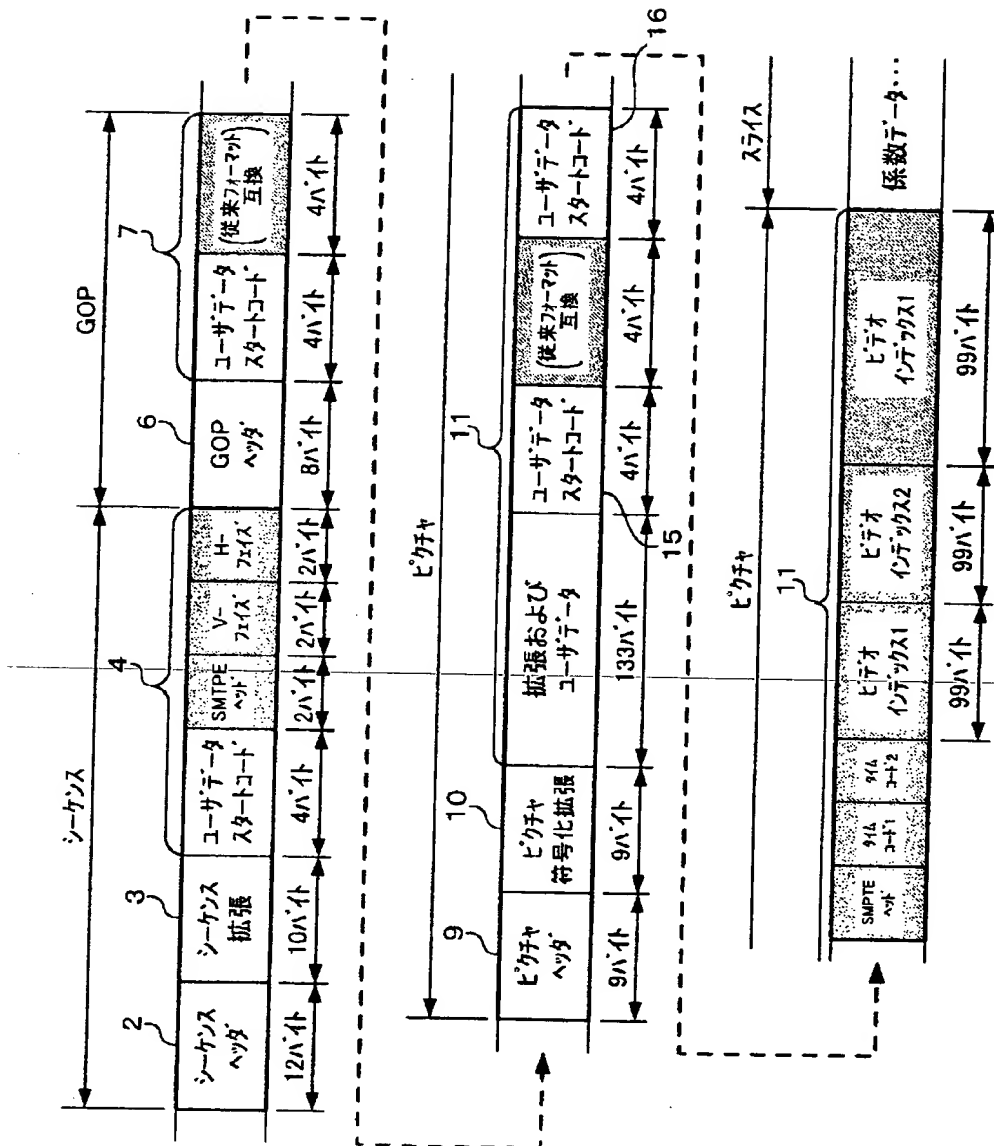 シーケンス
GOP
2
3
4
6
7
シーケンス
ヘッダ
シーケンス
拡張
ユーザデータ
スタートコード
SMTPE
ヘッド
V-
フェイズ
H-
フェイズ
GOP
ヘッダ
ユーザデータ
スタートコード
(従来フォーマット
互換)
12バイト
10バイト
4バイト
2バイト
2バイト
2バイト
8バイト
4バイト
4バイト
ピクチャ
9
10
11
16
ピクチャ
ヘッダ
ピクチャ
符号化拡張
拡張および
ユーザデータ
ユーザデータ
スタートコード
(従来フォーマット
互換)
ユーザデータ
スタートコード
9バイト
9バイト
133バイト
15
4バイト
4バイト
4バイト
ピクチャ
スライス
11
SMPTE
ヘッド
タイム
コード1
タイム
コード2
ビデオ
インデックス1
ビデオ
インデックス2
ビデオ
インデックス1
係数データ・・・
99バイト
99バイト
99バイト